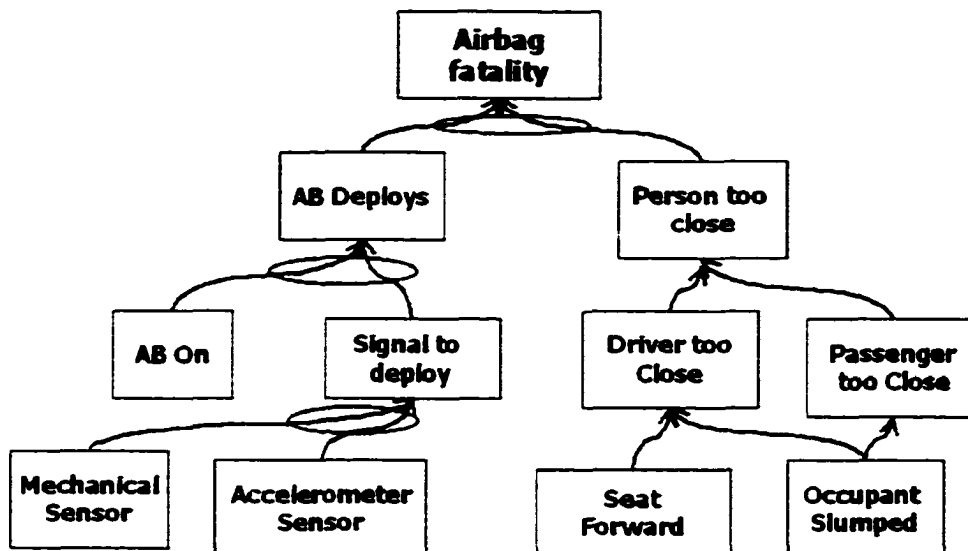 Airbag
fatality
AB Deploys
Person too
close
AB On
Signal to
deploy
Driver too
Close
Passenger
too Close
Mechanical
Sensor
Accelerometer
Sensor
Seat
Forward
Occupant
Slumped